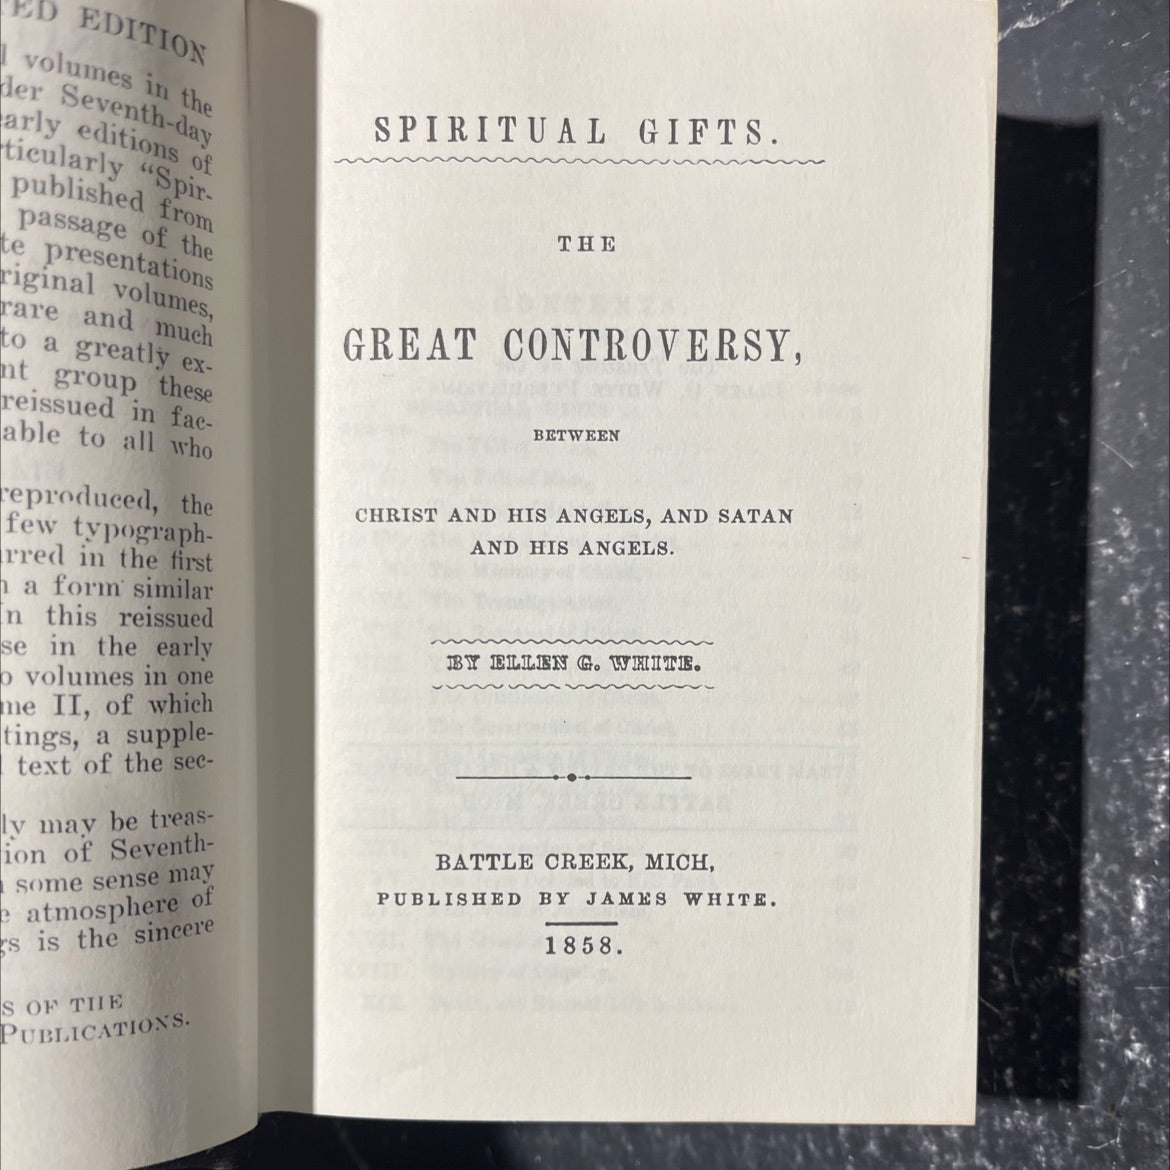 ED EDITION
volumes in the
der Seventh-day
early editions of
ticularly “Spir-
published from
passage of the
te presentations
riginal volumes,
rare and much
to a greatly ex-
nt group these
reissued in fac-
able to all who
reproduced, the
few typograph-
rred in the first
a form similar
In this reissued
se in the early
o volumes in one
me II, of which
tings, a supple-
text of the sec-
ly may be treas-
ion of Seventh-
some sense may
e atmosphere of
gs is the sincere
S OF THE
PUBLICATIONS.
SPIRITUAL GIFTS.
THE
GREAT CONTROVERSY,
BETWEEN
CHRIST AND HIS ANGELS, AND SATAN
AND HIS ANGELS.
BY ELLEN G. WHITE.
BATTLE CREEK, MICH,
PUBLISHED BY JAMES WHITE.
1858.